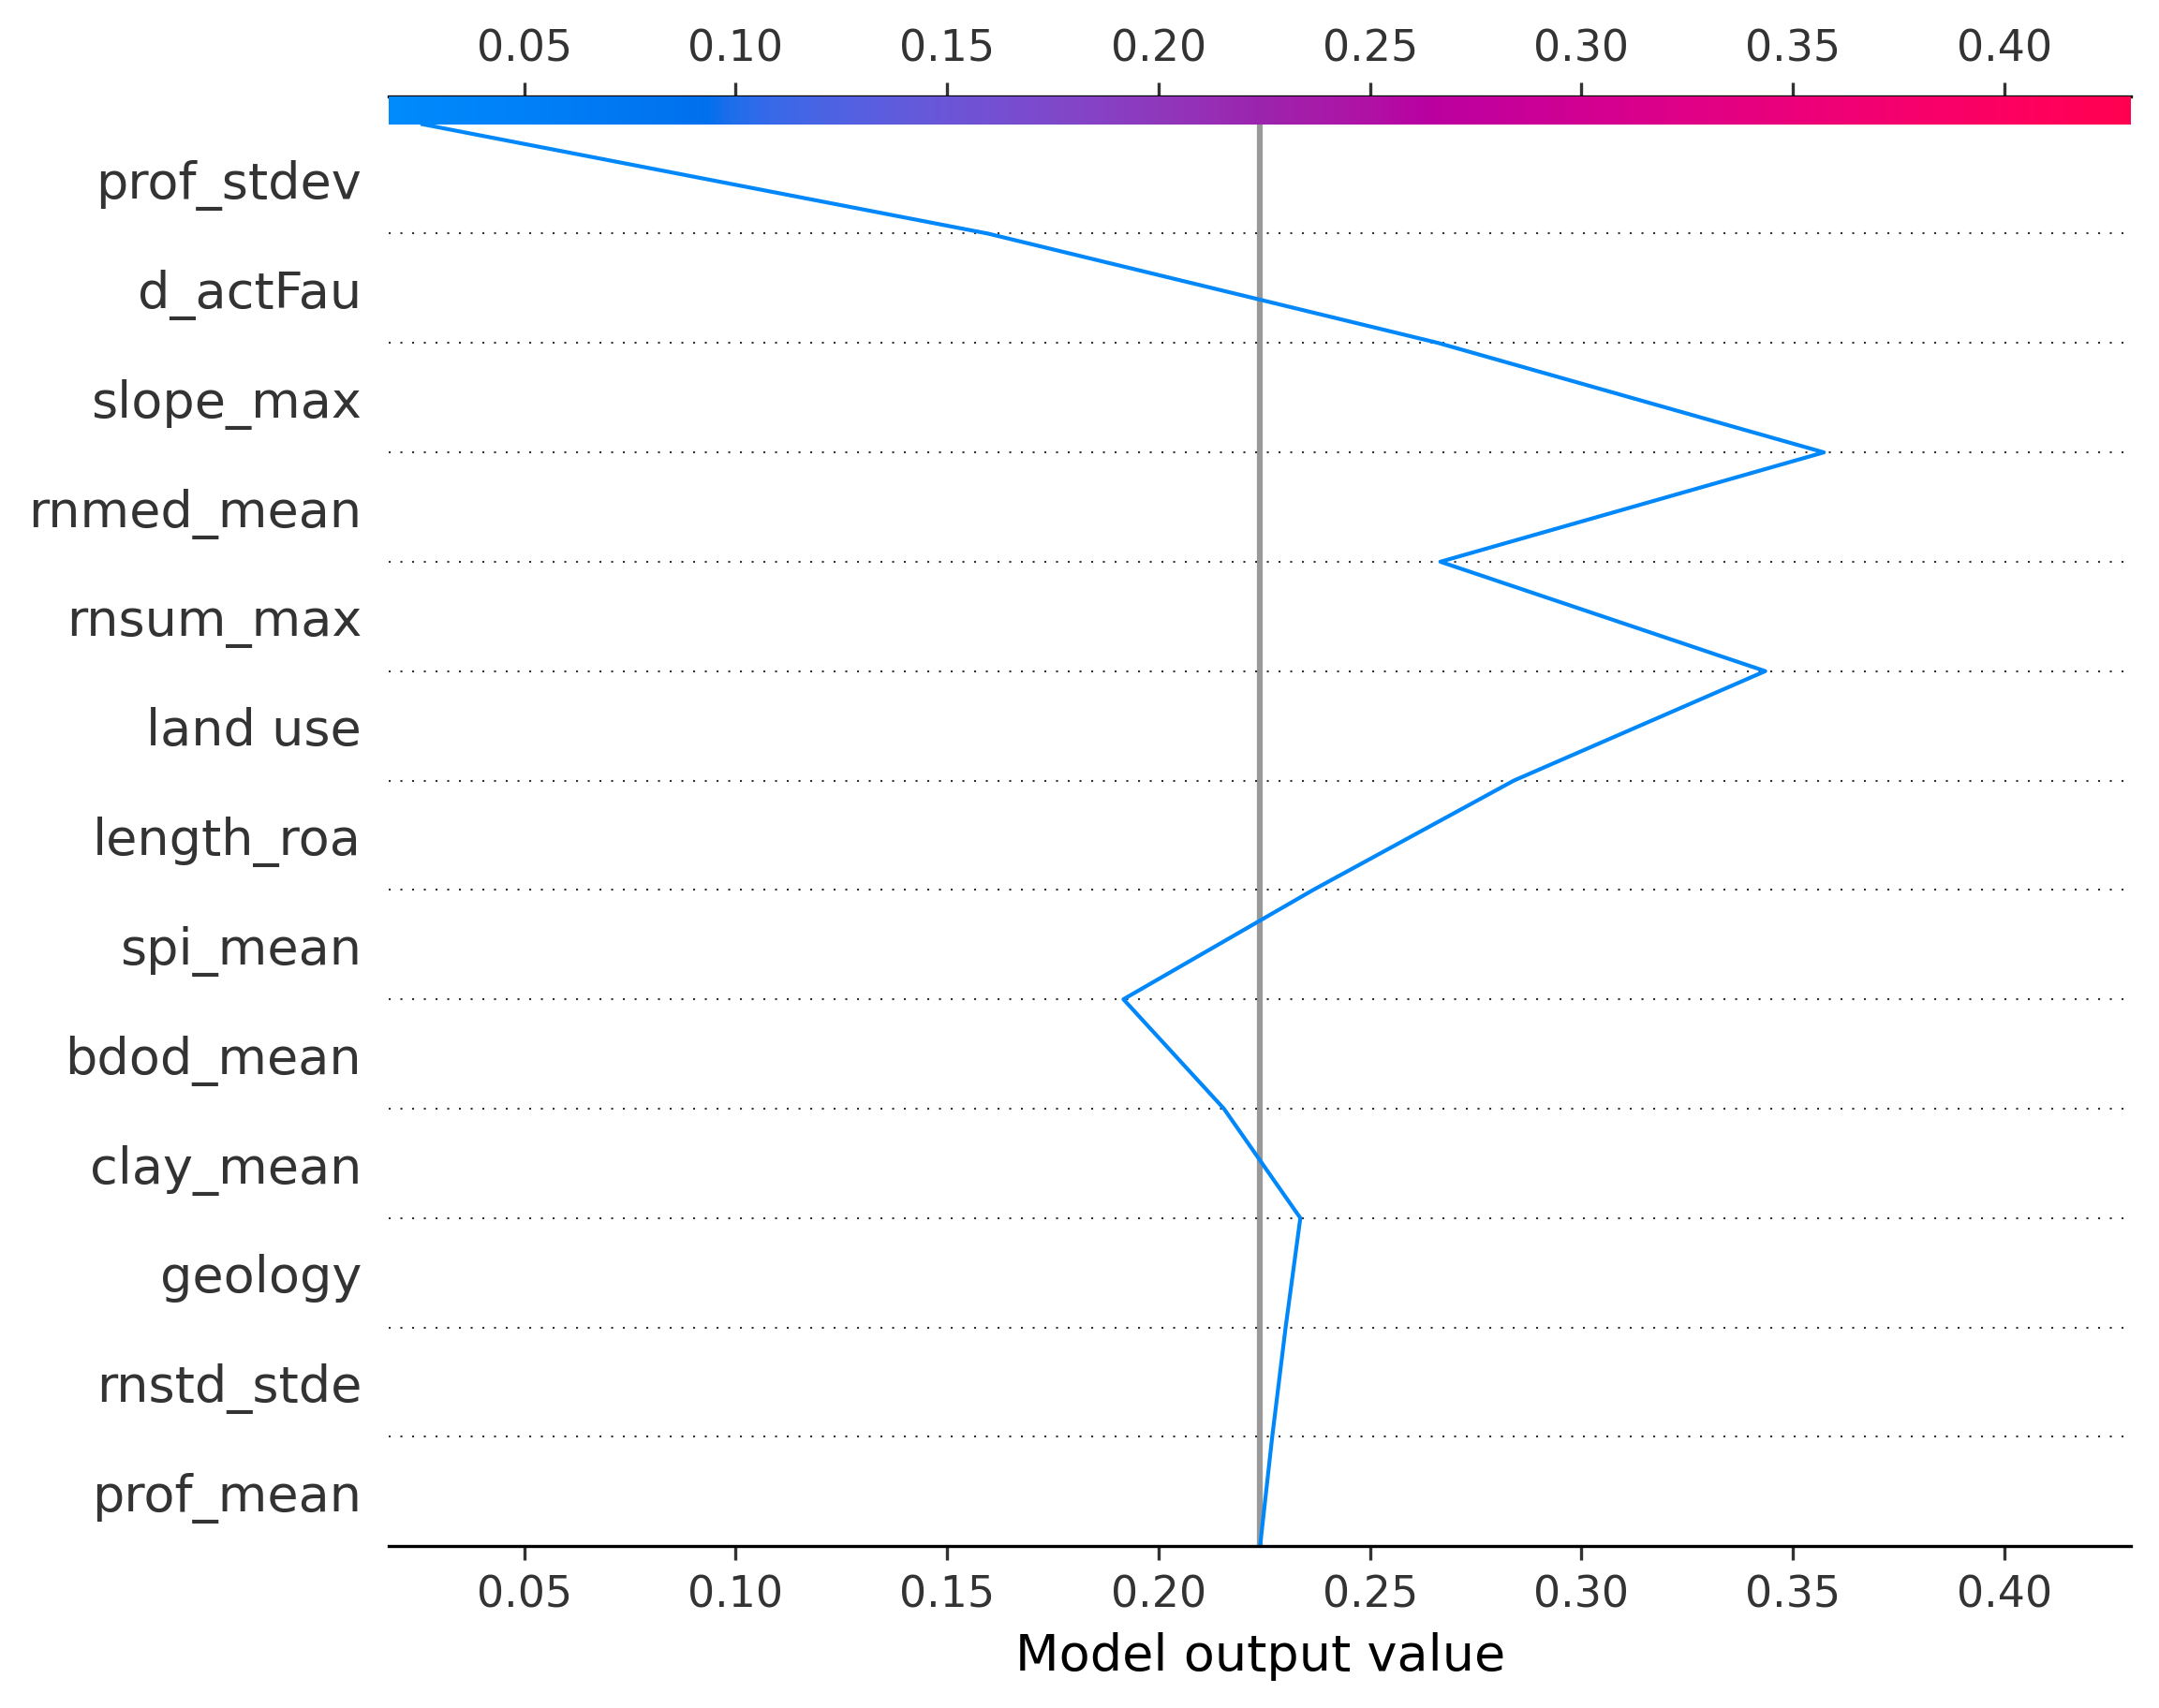 0.05 0.10 0.15 0.20 0.25 0.30 0.35 0.40
prof_stdev
d_actFau
slope_max
rnmed_mean
rnsum_max
land use
length_roa
spi_mean
bdod_mean
clay_mean
geology
rnstd_stde
prof_mean
0.05 0.10 0.15 0.20 0.25 0.30 0.35 0.40
Model output value